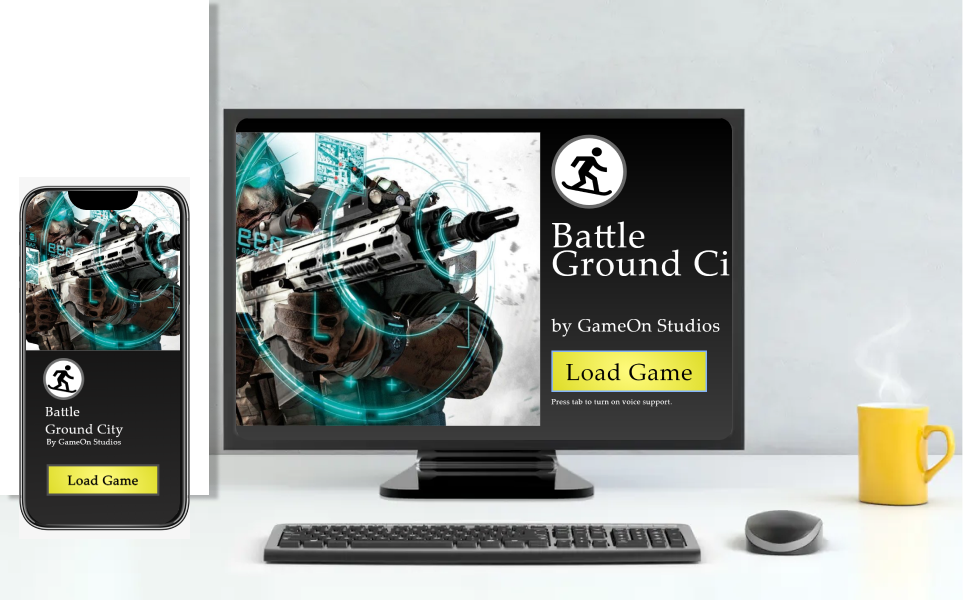 Battle
Ground City
By GameOn Studios
Load Game
Battle
Ground Ci
by GameOn Studios
Load Game
Press tab to turn on voice support.